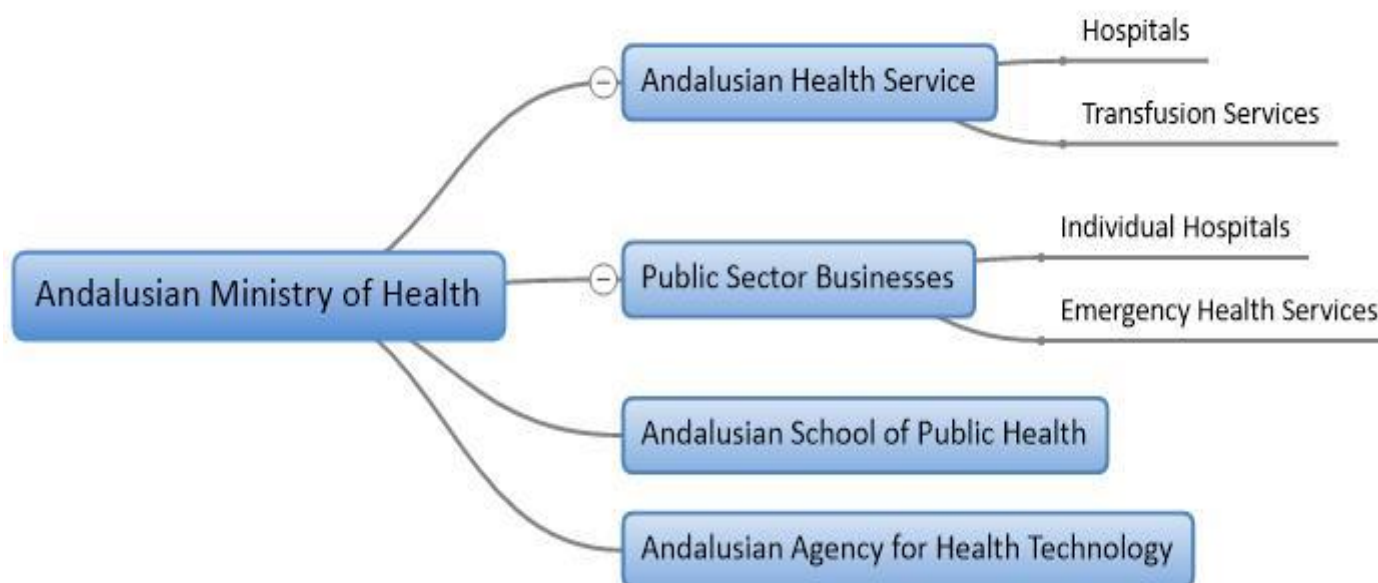 Hospitals
Andalusian Health Service
Transfusion Services
Individual Hospitals
Public Sector Businesses
Andalusian Ministry of Health
Emergency Health Services
Andalusian School of Public Health
Andalusian Agency for Health Technology